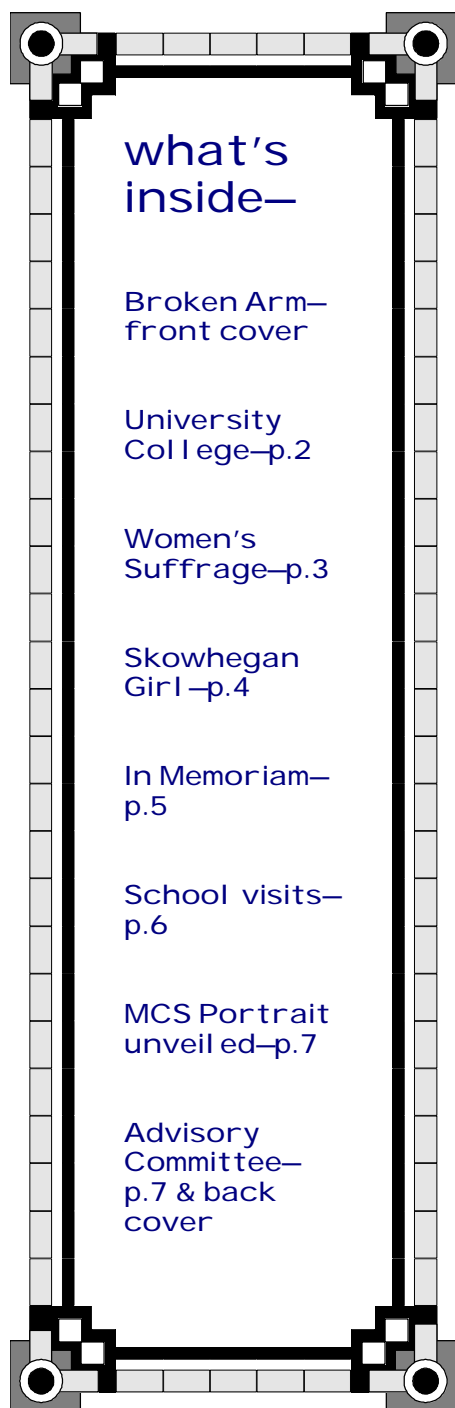 what's
inside—
Broken Arm—
front cover
University
College—p.2
Women's
Suffrage—p.3
Skowhegan
Girl—p.4
In Memoriam—
p.5
School visits—
p.6
MCS Portrait
unveiled—p.7
Advisory
Committee—
p.7 & back
cover